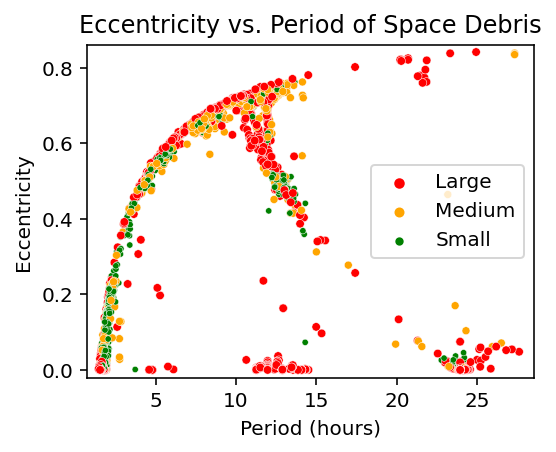 Eccentricity vs. Period of Space Debris
0.8
0.6
0.4
0.2
0.0
Eccentricity
Large
Medium
Small
5 10 15 20 25
Period (hours)